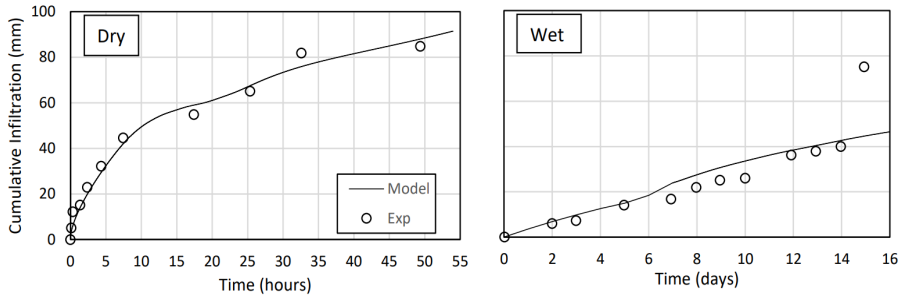 Dry
Cumulative Infiltration (mm)
100
80
60
40
20
0
Model
Exp
0 5 10 15 20 25 30 35 40 45 50 55
Time (hours)
Wet
0 2 4 6 8 10 12 14 16
Time (days)